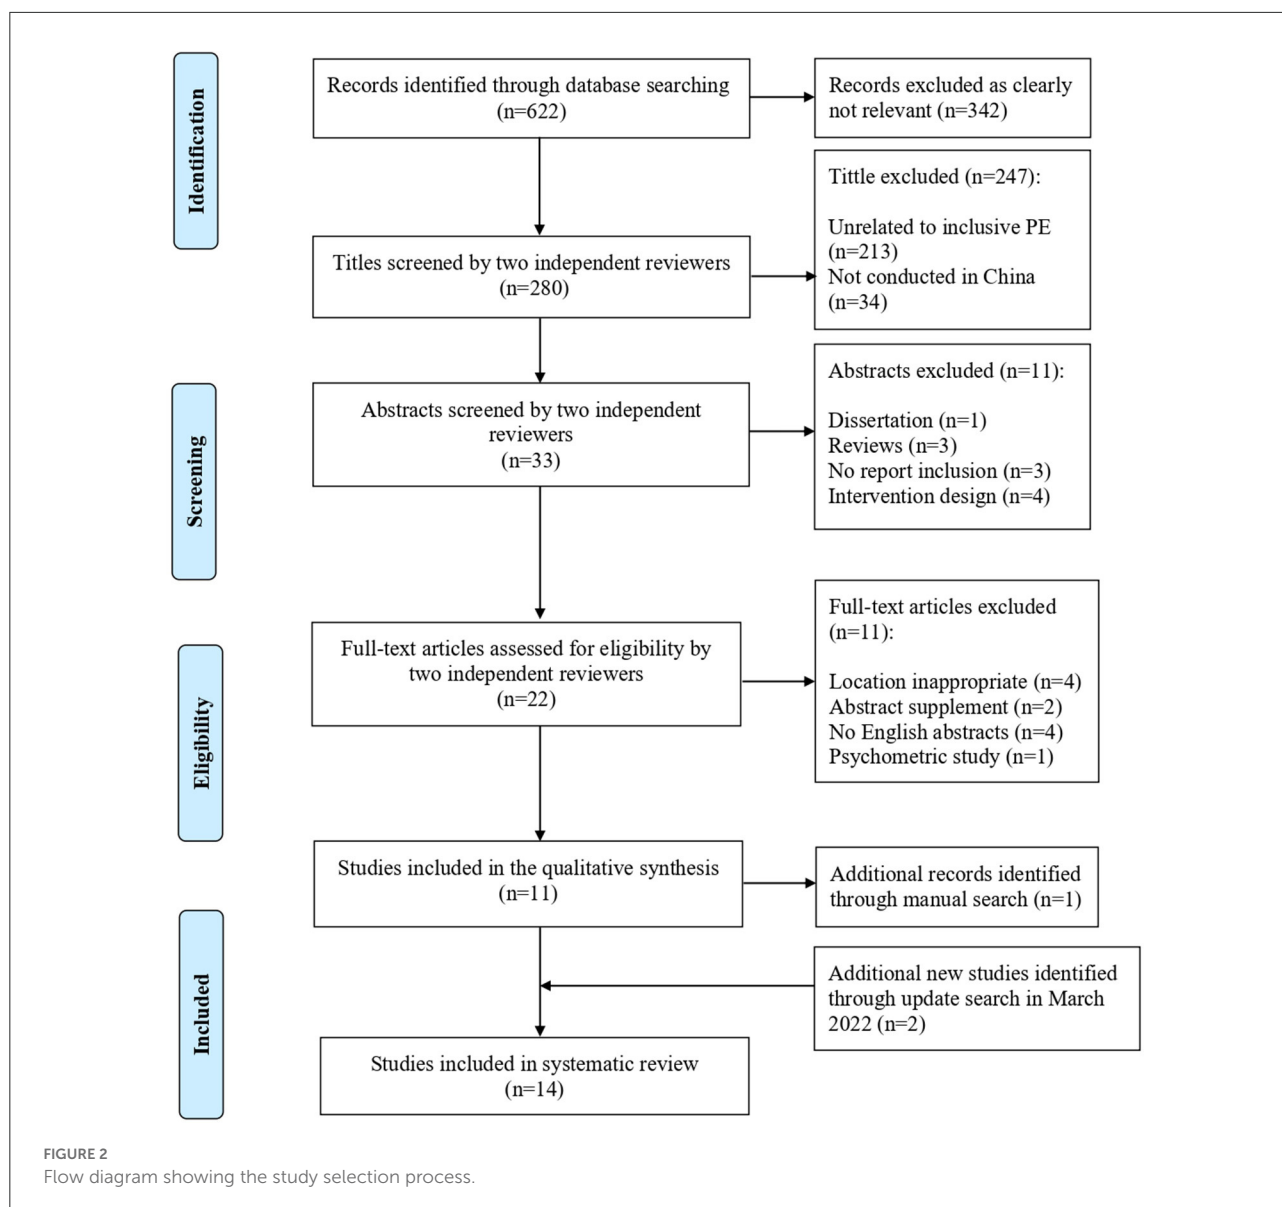 Identification
Records identified through database searching
(n=622)
Records excluded as clearly
not relevant (n=342)
Titles screened by two independent reviewers
(n=280)
Tittle excluded (n=247):
Unrelated to inclusive PE
(n=213)
Not conducted in China
(n=34)
Screening
Abstracts screened by two independent
reviewers
(n=33)
Abstracts excluded (n=11):
Dissertation (n=1)
Reviews (n=3)
No report inclusion (n=3)
Intervention design (n=4)
Eligibility
Full-text articles assessed for eligibility by
two independent reviewers
(n=22)
Full-text articles excluded
(n=11):
Location inappropriate (n=4)
Abstract supplement (n=2)
No English abstracts (n=4)
Psychometric study (n=1)
Studies included in the qualitative synthesis
(n=11)
Additional records identified
through manual search (n=1)
Included
Additional new studies identified
through update search in March
2022 (n=2)
Studies included in systematic review
(n=14)
FIGURE 2
Flow diagram showing the study selection process.